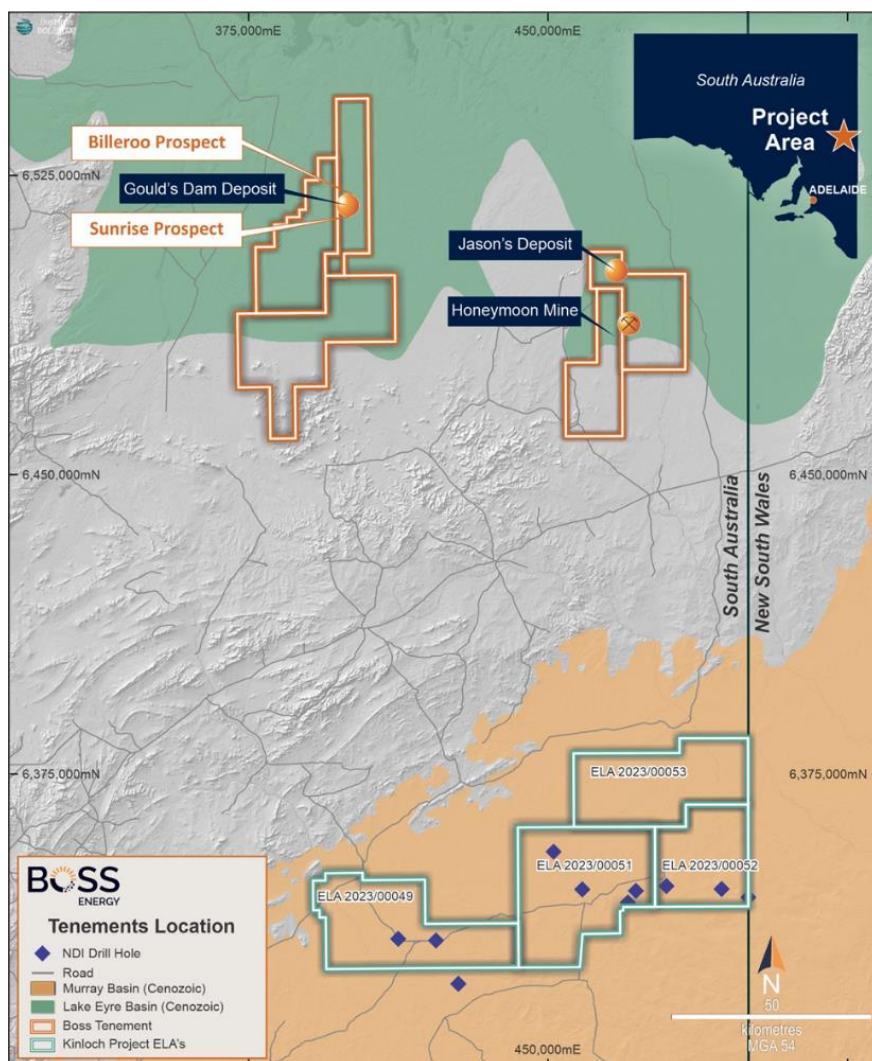 375,000mE
450,000mE
South Australia
Project
Area
ADELAIDE
Billeroo Prospect
6,525,000mN
Gould's Dam Deposit
Sunrise Prospect
Jason's Deposit
Honeymoon Mine
6,450,000mN
6,450,000mN
South Australia
New South Wales
6,375,000mN
6,375,000mN
ELA 2023/00053
ELA 2023/00051
ELA 2023/00052
ELA 2023/00049
BOSS
ENERGY
Tenements Location
NDI Drill Hole
Road
Murray Basin (Cenozoic)
Lake Eyre Basin (Cenozoic)
Boss Tenement
Kinloch Project ELA's
N
50
kilometres
MGA 54
450,000mE